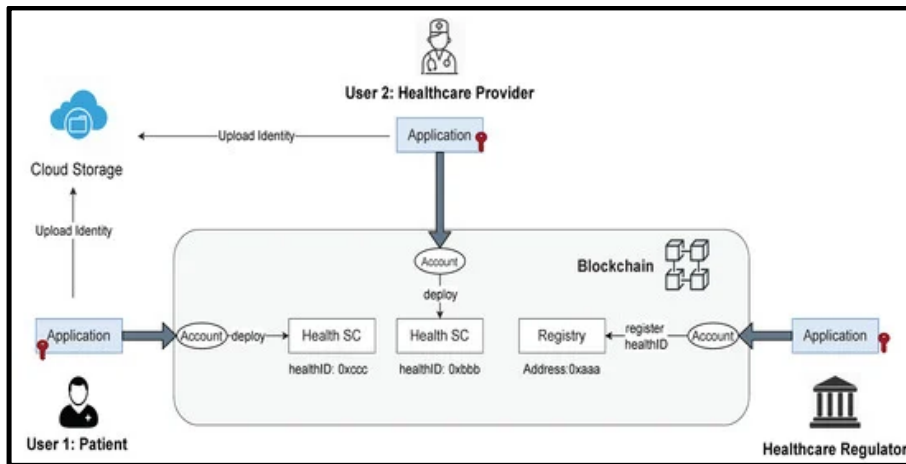 User 2: Healthcare Provider
Application
Upload Identity
Cloud Storage
Upload Identity
Blockchain
Account
deploy
Application
Account
deploy
Health SC
healthID: 0xccc
Health SC
healthID: 0xbbb
Registry
Address:0xaaa
register
healthID
Account
Application
User 1: Patient
Healthcare Regulator